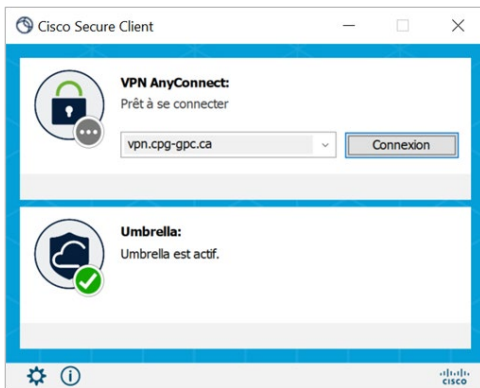 Cisco Secure Client
VPN AnyConnect:
Prêt à se connecter
vpn.cpg-gpc.ca
Connexion
Umbrella:
Umbrella est actif.
cisco